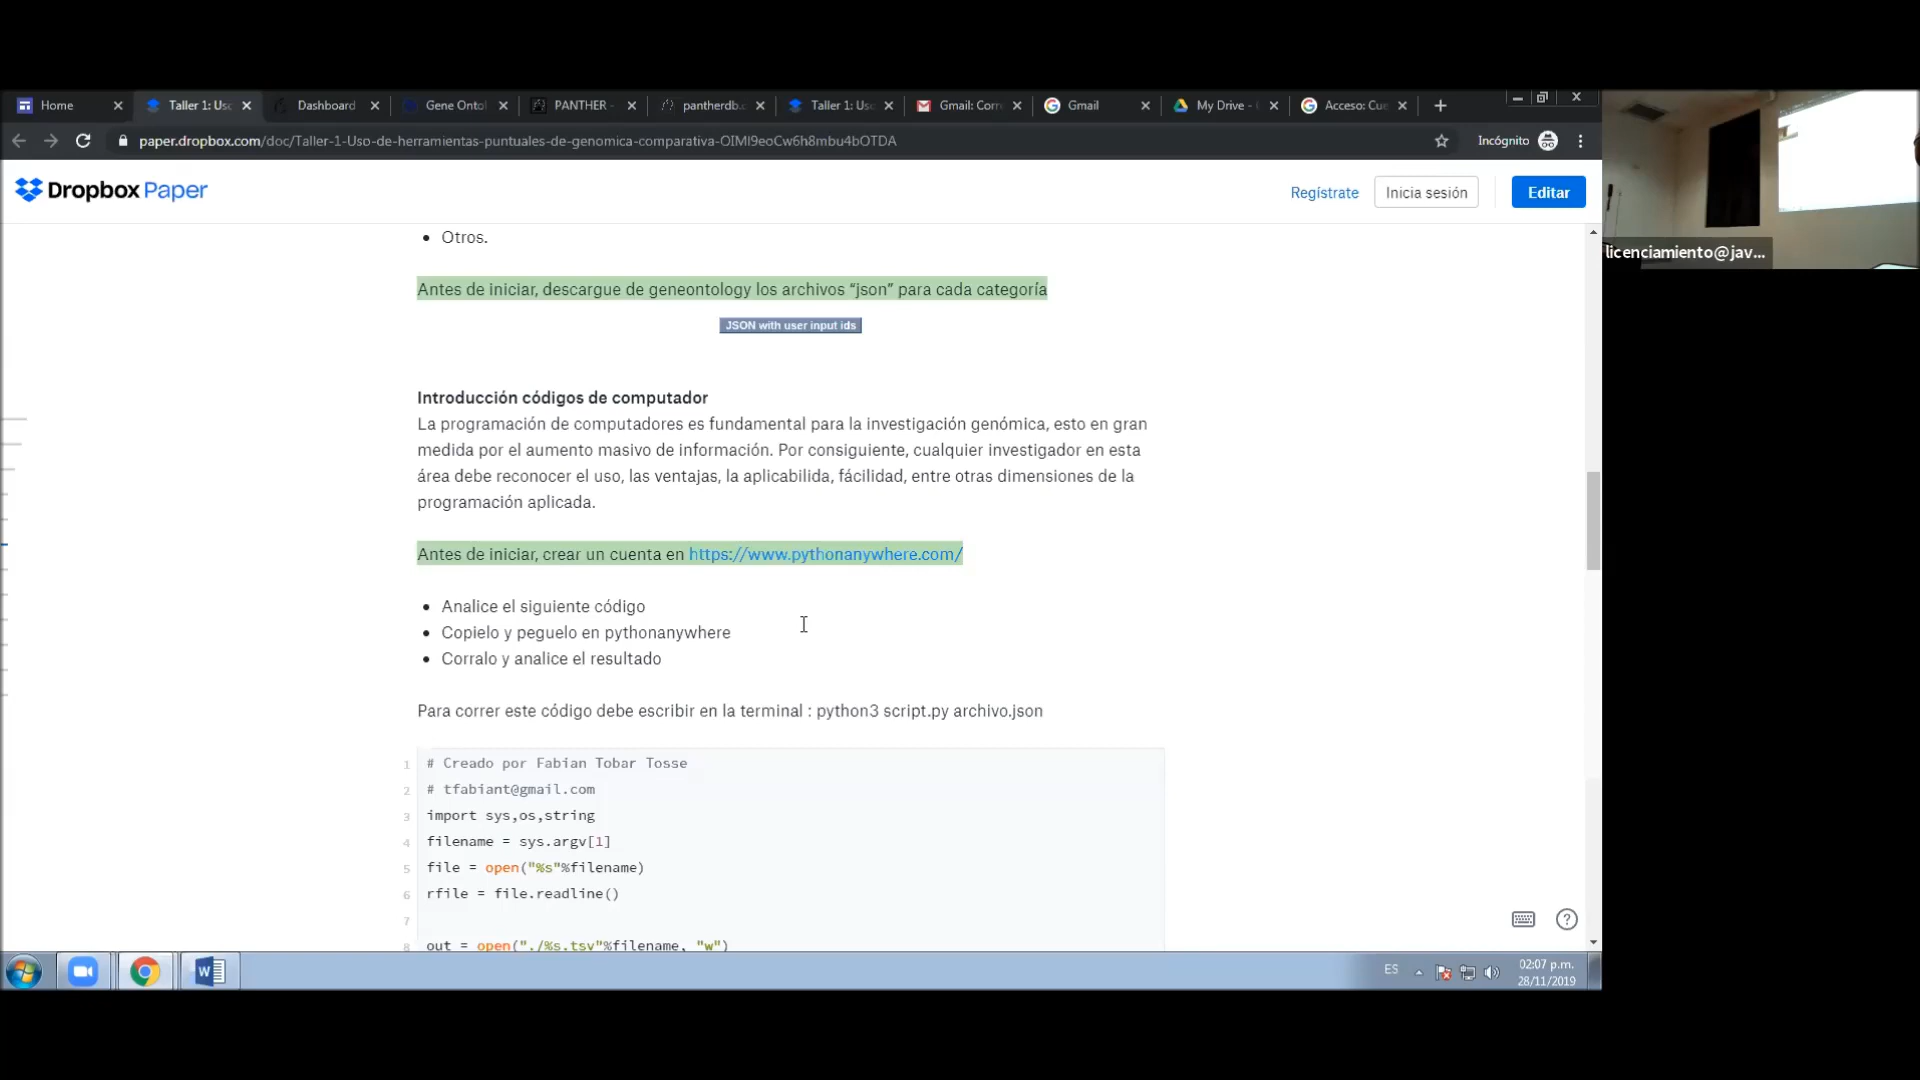 Home
Taller 1: Usc
Dashboard
Gene Ontol
PANTHER -
pantherdb.
Taller 1: Usc
Gmail: Corr
Gmail
My Drive -
Acceso: Cue
paper.dropbox.com/doc/Taller-1-Uso-de-herramientas-puntuales-de-genomica-comparativa-OIMI9eoCw6h8mbu4bOTDA
Incógnito
Dropbox Paper
Regístrate
Inicia sesión
Editar
licenciamiento@jav...
• Otros.
Antes de iniciar, descargue de geneontology los archivos “json” para cada categoría
JSON with user input ids
Introducción códigos de computador
La programación de computadores es fundamental para la investigación genómica, esto en gran
medida por el aumento masivo de información. Por consiguiente, cualquier investigador en esta
área debe reconocer el uso, las ventajas, la aplicabilida, fácilidad, entre otras dimensiones de la
programación aplicada.
Antes de iniciar, crear un cuenta en https://www.pythonanywhere.com/
• Analice el siguiente código
• Copielo y peguelo en pythonanywhere
• Corralo y analice el resultado
Para correr este código debe escribir en la terminal : python3 script.py archivo.json
1 # Creado por Fabian Tobar Tosse
2 # tfabiant@gmail.com
3 import sys,os,string
4 filename = sys.argv[1]
5 file = open("%s"%filename)
6 rfile = file.readline()
7
8 out = open("./%s.tsv"%filename, "w")
ES
02:07 p.m.
28/11/2019